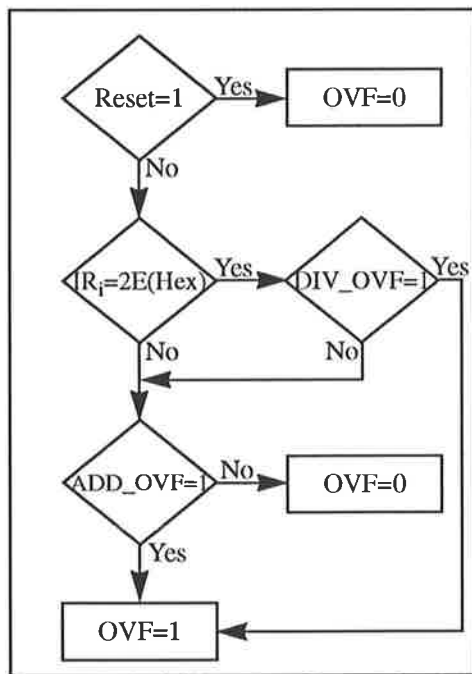 Reset=1
Yes
OVF=0
No
IRi=2E(Hex)
Yes
DIV_OVF=1
Yes
No
No
ADD_OVF=1
No
OVF=0
Yes
OVF=1